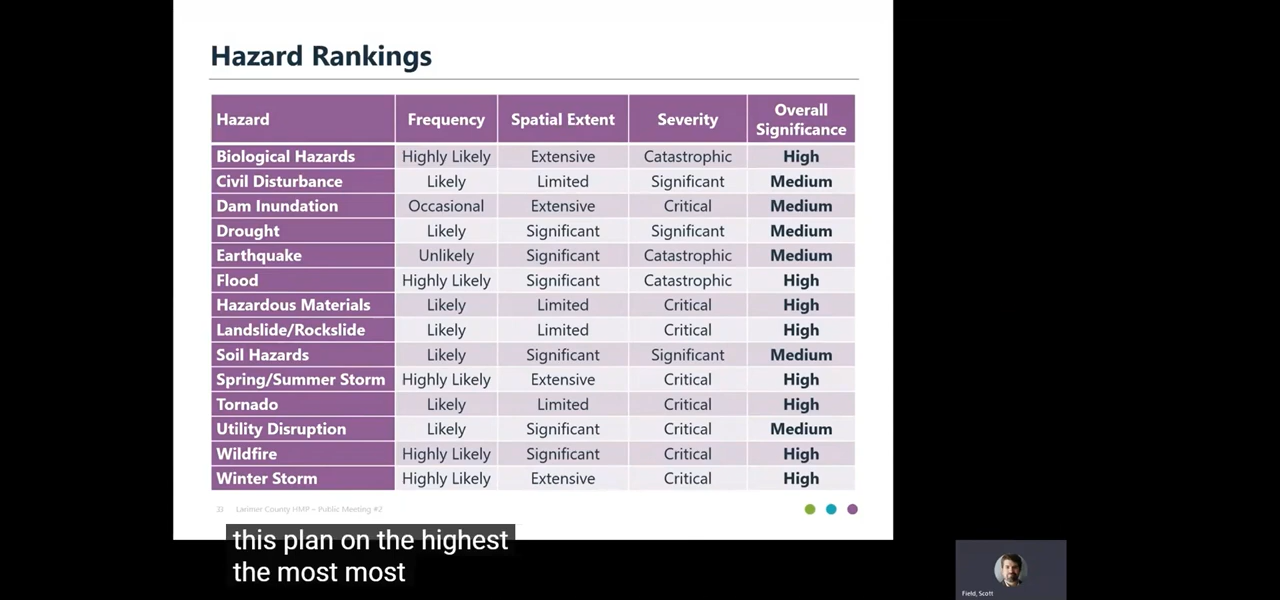 Hazard Rankings
Hazard Frequency Spatial Extent Severity Overall Significance
Biological Hazards Highly Likely Extensive Catastrophic High
Civil Disturbance Likely Limited Significant Medium
Dam Inundation Occasional Extensive Critical Medium
Drought Likely Significant Significant Medium
Earthquake Unlikely Significant Catastrophic Medium
Flood Highly Likely Significant Catastrophic High
Hazardous Materials Likely Limited Critical High
Landslide/Rockslide Likely Limited Critical High
Soil Hazards Likely Significant Significant Medium
Spring/Summer Storm Highly Likely Extensive Critical High
Tornado Likely Limited Critical High
Utility Disruption Likely Significant Critical Medium
Wildfire Highly Likely Significant Critical High
Winter Storm Highly Likely Extensive Critical High
Larimer County HMP – Public Meeting #2
this plan on the highest
the most most
Field, Scott